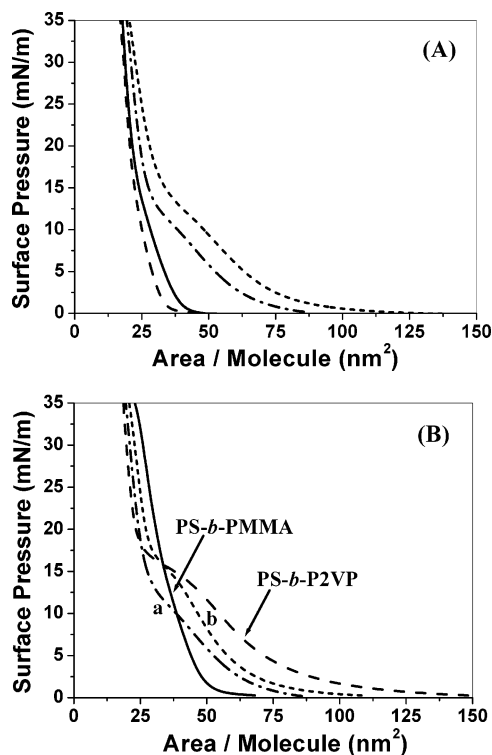 (A)
Surface Pressure (mN/m)
35
30
25
20
15
10
5
0
0 25 50 75 100 125 150
Area / Molecule (nm²)
(B)
Surface Pressure (mN/m)
35
30
25
20
15
10
5
0
PS-b-PMMA
PS-b-P2VP
a
b
0 25 50 75 100 125 150
Area / Molecule (nm²)